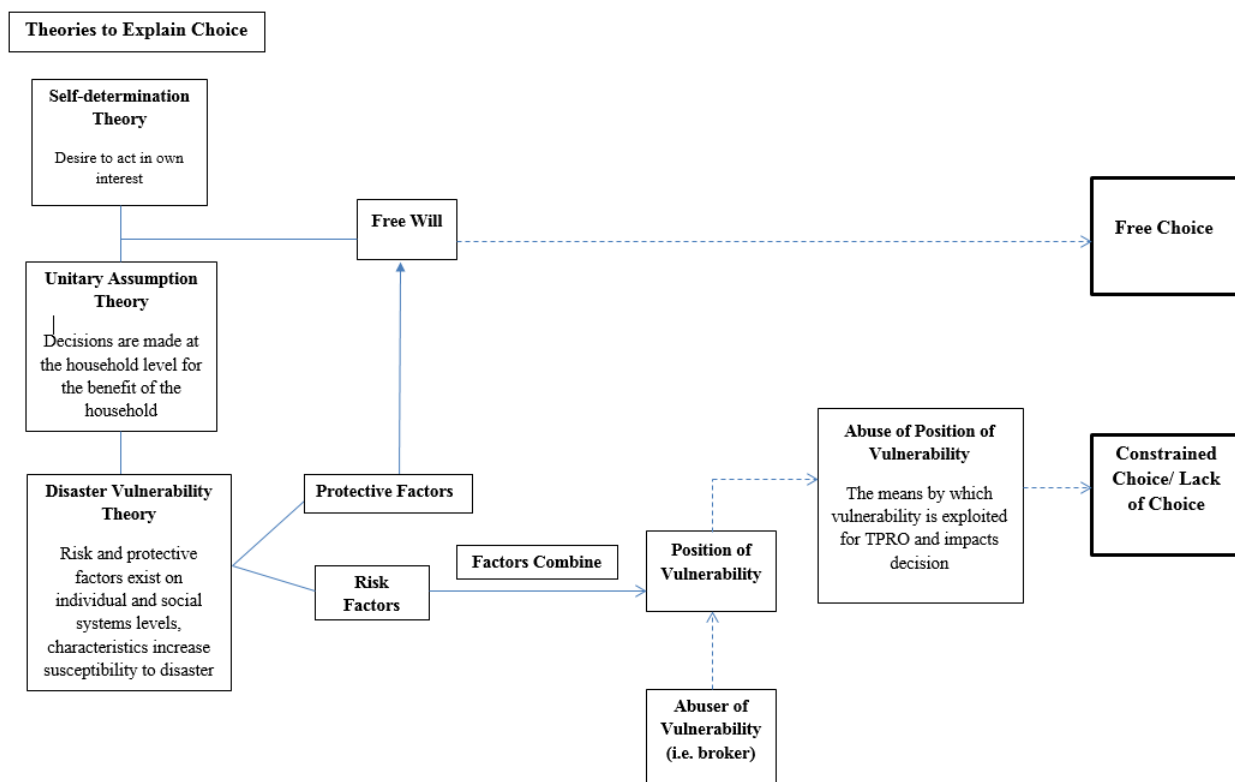 Theories to Explain Choice
Self-determination
Theory
Desire to act in own
interest
Free Will
Free Choice
Unitary Assumption
Theory
Decisions are made at
the household level for
the benefit of the
household
Abuse of Position of
Vulnerability
The means by which
vulnerability is exploited
for TPRO and impacts
decision
Constrained
Choice/ Lack
of Choice
Disaster Vulnerability
Theory
Risk and protective
factors exist on
individual and social
systems levels,
characteristics increase
susceptibility to disaster
Protective Factors
Risk
Factors
Factors Combine
Position of
Vulnerability
Abuser of
Vulnerability
(i.e. broker)